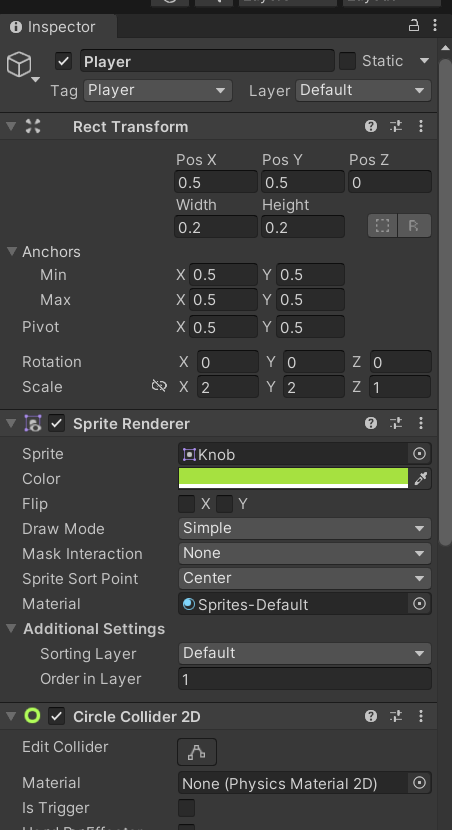 Inspector
Player
Static
Tag Player Layer Default
Rect Transform
Pos X Pos Y Pos Z
0.5 0.5 0
Width Height
0.2 0.2 R
Anchors
Min X 0.5 Y 0.5
Max X 0.5 Y 0.5
Pivot X 0.5 Y 0.5
Rotation X 0 Y 0 Z 0
Scale X 2 Y 2 Z 1
Sprite Renderer
Sprite Knob
Color
Flip X Y
Draw Mode Simple
Mask Interaction None
Sprite Sort Point Center
Material Sprites-Default
Additional Settings
Sorting Layer Default
Order in Layer 1
Circle Collider 2D
Edit Collider
Material None (Physics Material 2D)
Is Trigger